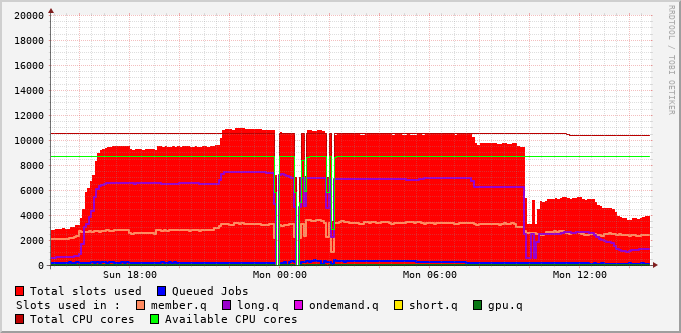 20000
18000
16000
14000
12000
10000
8000
6000
4000
2000
0
Sun 18:00 Mon 00:00 Mon 06:00 Mon 12:00
RRDTOOL / TOBI OETIKER
Total slots used Queued Jobs
Slots used in : member.q long.q ondemand.q short.q gpu.q
Total CPU cores Available CPU cores